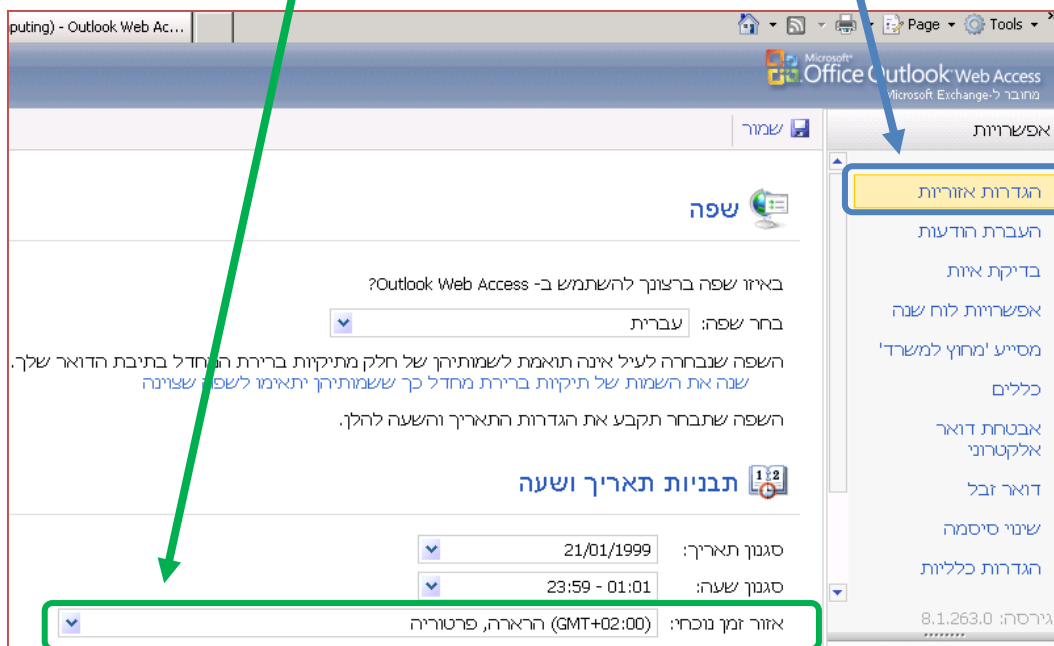 puting) - Outlook Web Ac...
Page
Tools
Microsoft
Office Outlook Web Access
מחובר ל-Microsoft Exchange
אפשרויות
הגדרות אזוריות
העברת הודעות
בדיקת איות
אפשרויות לוח שנה
מסייע 'מחוץ למשרד'
כללים
אבטחת דואר
אלקטרוני
דואר זבל
שינוי סיסמה
הגדרות כלליות
גירסה: 8.1.263.0
שמור
שפה
באיזו שפה ברצונך להשתמש ב- Outlook Web Access?
בחר שפה: עברית
השפה שנבחרה לעיל אינה תואמת לשמותיהן של חלק מתיקיות ברירת המחדל בתיבת הדואר שלך.
שנה את השמות של תיקיות ברירת מחדל כך ששמותיהן יתאימו לשפה שצוינה
השפה שתבחר תקבע את הגדרות התאריך והשעה להלן.
תבניות תאריך ושעה
סגנון תאריך: 21/01/1999
סגנון שעה: 23:59 - 01:01
אזור זמן נוכחי: (GMT+02:00) הרארה, פרטוריה